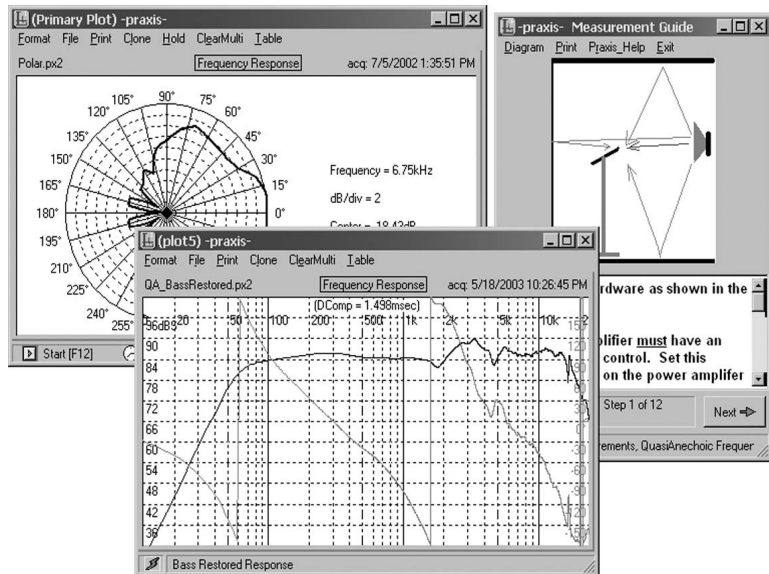 (Primary Plot) -praxis-
Format File Print Clone Hold ClearMulti Table
Polar.px2 Frequency Response acq: 7/5/2002 1:35:51 PM
90°
105° 75°
120° 60°
135° 45°
150° 30°
165° 15°
180° 0°
195°
210°
225°
240°
255°
Frequency = 6.75kHz
dB/div = 2
Start [F12]
-praxis- Measurement Guide
Diagram Print Praxis_Help Exit
rdware as shown in the
must have an
control. Set this
on the power amplifer
Step 1 of 12 Next
QuasiAnechoic Frequer
(plot5) -praxis-
Format File Print Clone ClearMulti Table
QA_BassRestored.px2 Frequency Response acq: 5/18/2003 10:26:45 PM
(DComp = 1.498msec)
50 100 200 500 1k 2k 5k 10k
96dBS
90
84
78
72
66
60
54
48
42
36
Bass Restored Response